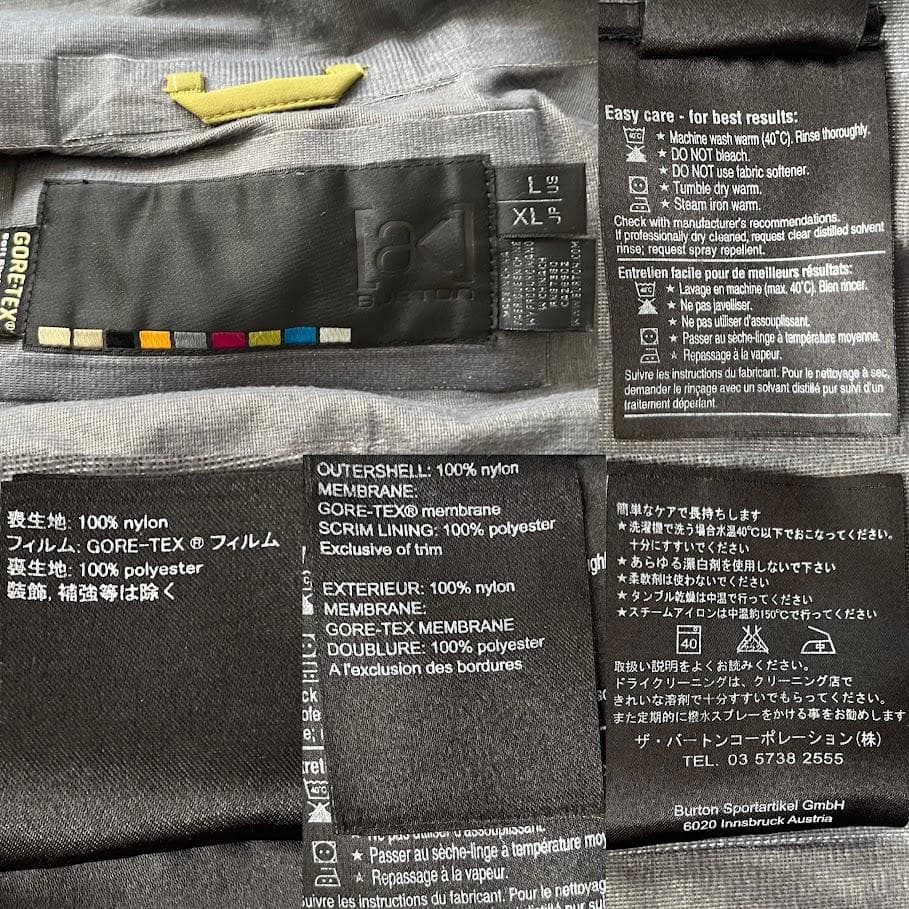 GORE-TEX®
BURTON
L US
XL JP
Easy care - for best results:
40°C ★ Machine wash warm (40°C). Rinse thoroughly.
★ DO NOT bleach.
★ DO NOT use fabric softener.
★ Tumble dry warm.
★ Steam iron warm.
Check with manufacturer's recommendations.
If professionally dry cleaned, request clear distilled solvent
rinse; request spray repellent.
Entretien facile pour de meilleurs résultats:
40°C ★ Lavage en machine (max. 40°C). Bien rincer.
★ Ne pas javelliser.
★ Ne pas utiliser d'assouplissant.
★ Passer au sèche-linge à température moyenne.
★ Repassage à la vapeur.
Suivre les instructions du fabricant. Pour le nettoyage à sec,
demander le rinçage avec un solvant distillé pur suivi d'un
traitement déperlant.
表生地: 100% nylon
フィルム: GORE-TEX ® フィルム
裏生地: 100% polyester
装飾, 補強等は除く
OUTERSHELL: 100% nylon
MEMBRANE:
GORE-TEX® membrane
SCRIM LINING: 100% polyester
Exclusive of trim
EXTERIEUR: 100% nylon
MEMBRANE:
GORE-TEX MEMBRANE
DOUBLURE: 100% polyester
A l'exclusion des bordures
40°C
★ Ne pas utiliser d'assouplissant.
★ Passer au sèche-linge à température moy
★ Repassage à la vapeur.
uivre les instructions du fabricant. Pour le nettoyag
簡単なケアで長持ちします
★洗濯機で洗う場合水温40℃以下でおこなってください。
十分にすすいでください
★あらゆる漂白剤を使用しないで下さい
★柔軟剤は使わないでください
★タンブル乾燥は中温で行ってください
★スチームアイロンは中温約150℃で行ってください
40 中
取扱い説明をよくお読みください。
ドライクリーニングは、クリーニング店で
きれいな溶剤で十分すすいでもらってください。
また定期的に撥水スプレーをかける事をお勧めします
ザ・バートンコーポレーション(株)
TEL. 03 5738 2555
Burton Sportartikel GmbH
6020 Innsbruck Austria